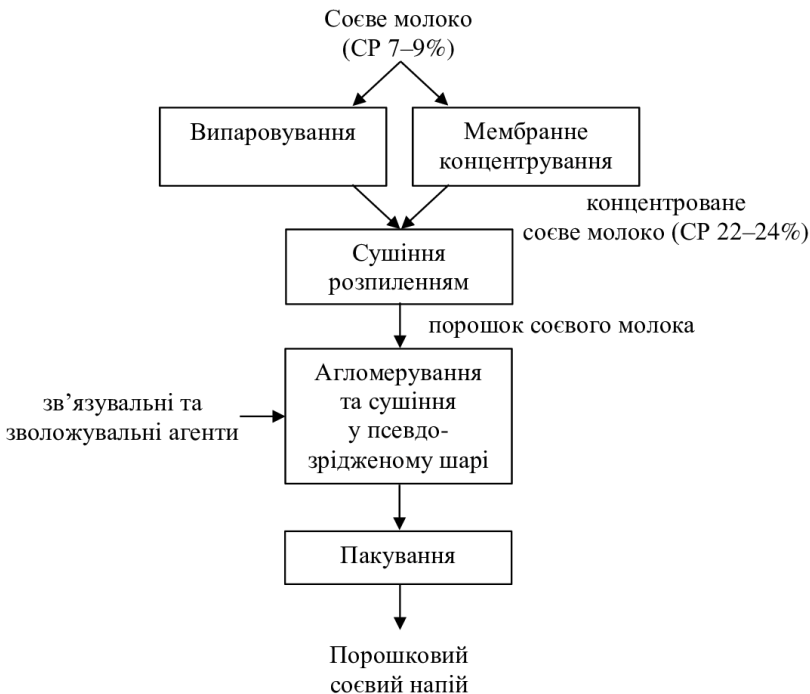 Соєве молоко
(СР 7–9%)
Випаровування
Мембранне
концентрування
концентроване
соєве молоко (СР 22–24%)
Сушіння
розпиленням
порошок соєвого молока
Агломерування
та сушіння
у псевдо-
зрідженому шарі
зв’язувальні та
зволожувальні агенти
Пакування
Порошковий
соєвий напій